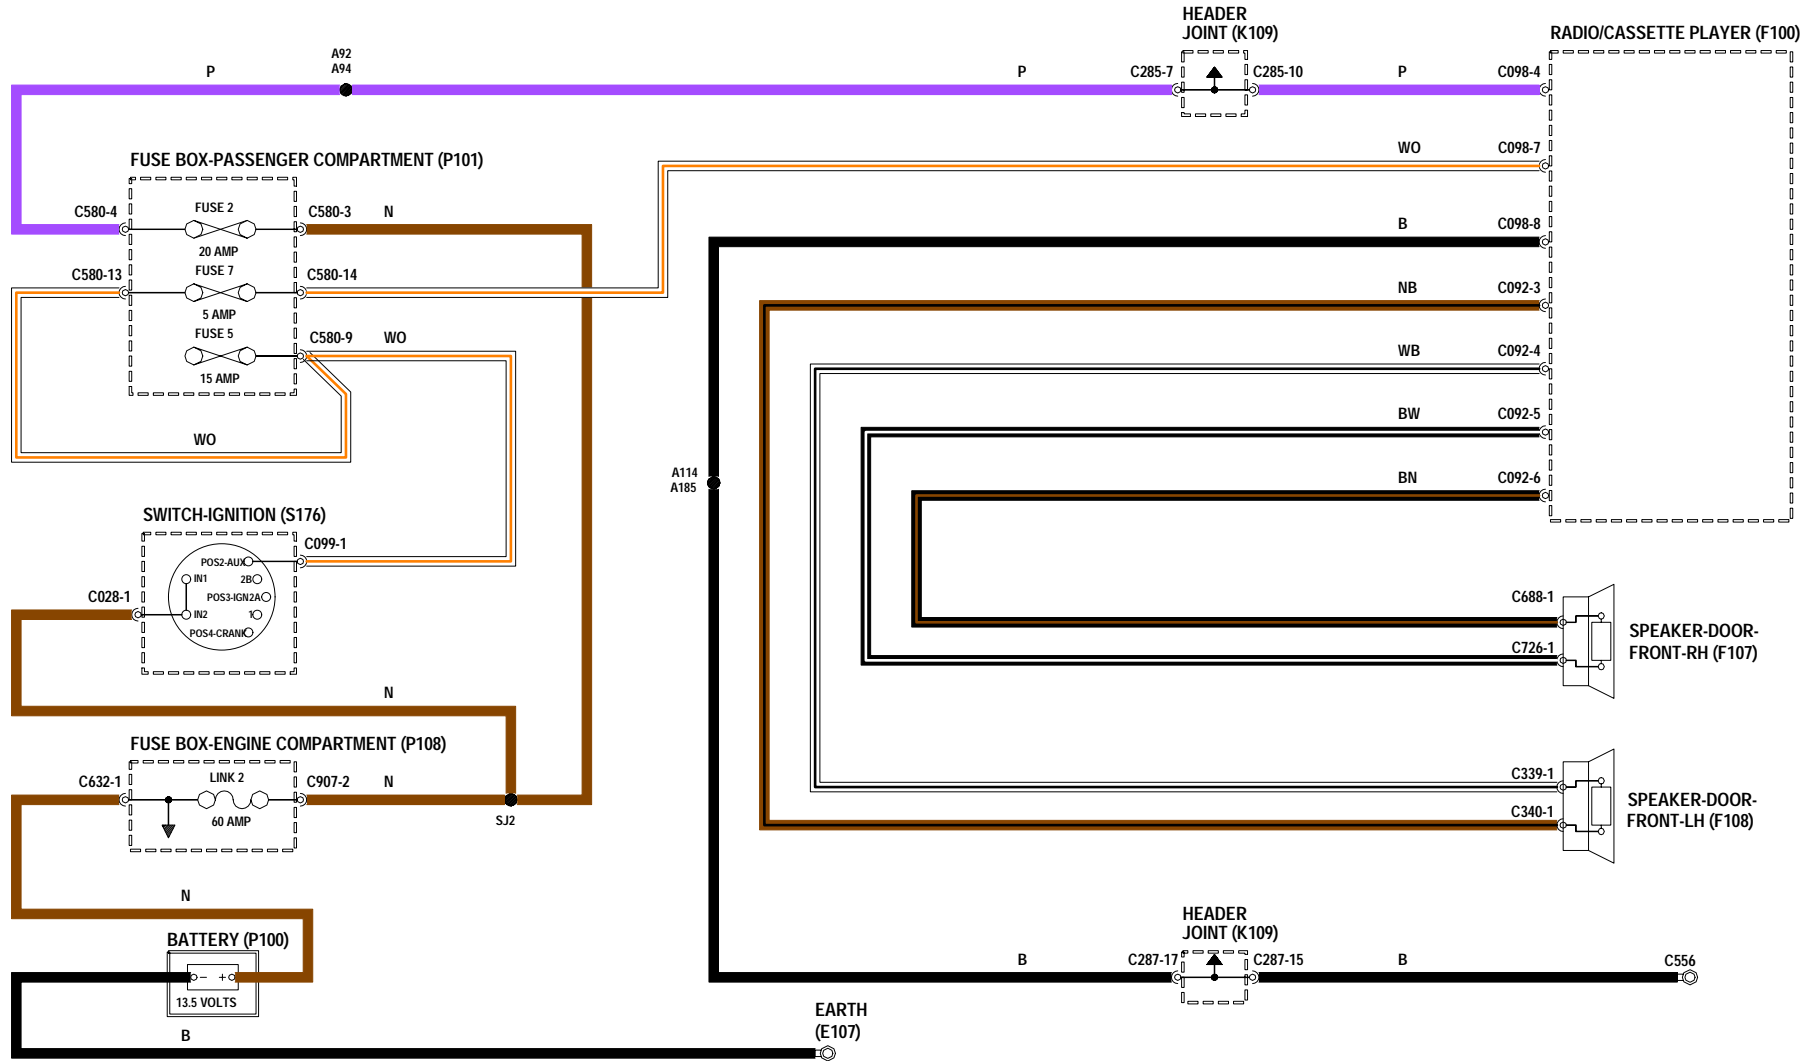 HEADER
JOINT (K109)
RADIO/CASSETTE PLAYER (F100)
A92
A94
P
P
C285-7
C285-10
P
C098-4
FUSE BOX-PASSENGER COMPARTMENT (P101)
WO
C098-7
C580-4
FUSE 2
C580-3
N
20 AMP
B
C098-8
C580-13
FUSE 7
C580-14
5 AMP
NB
C092-3
FUSE 5
C580-9
WO
15 AMP
WB
C092-4
WO
BW
C092-5
A114
A185
BN
C092-6
SWITCH-IGNITION (S176)
C099-1
POS2-AUX
IN1
2B
POS3-IGN2A
C028-1
IN2
1
POS4-CRANK
C688-1
SPEAKER-DOOR-
FRONT-RH (F107)
C726-1
N
FUSE BOX-ENGINE COMPARTMENT (P108)
C632-1
LINK 2
C907-2
N
60 AMP
SJ2
C339-1
SPEAKER-DOOR-
FRONT-LH (F108)
C340-1
N
BATTERY (P100)
- +
13.5 VOLTS
B
HEADER
JOINT (K109)
B
C287-17
C287-15
B
C556
EARTH
(E107)